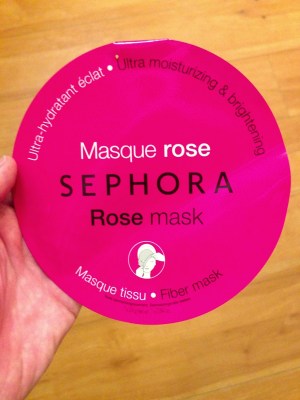 Ultra-hydratant éclat • Ultra moisturizing & brightening
Masque rose
SEPHORA
Rose mask
Masque tissu • Fiber mask